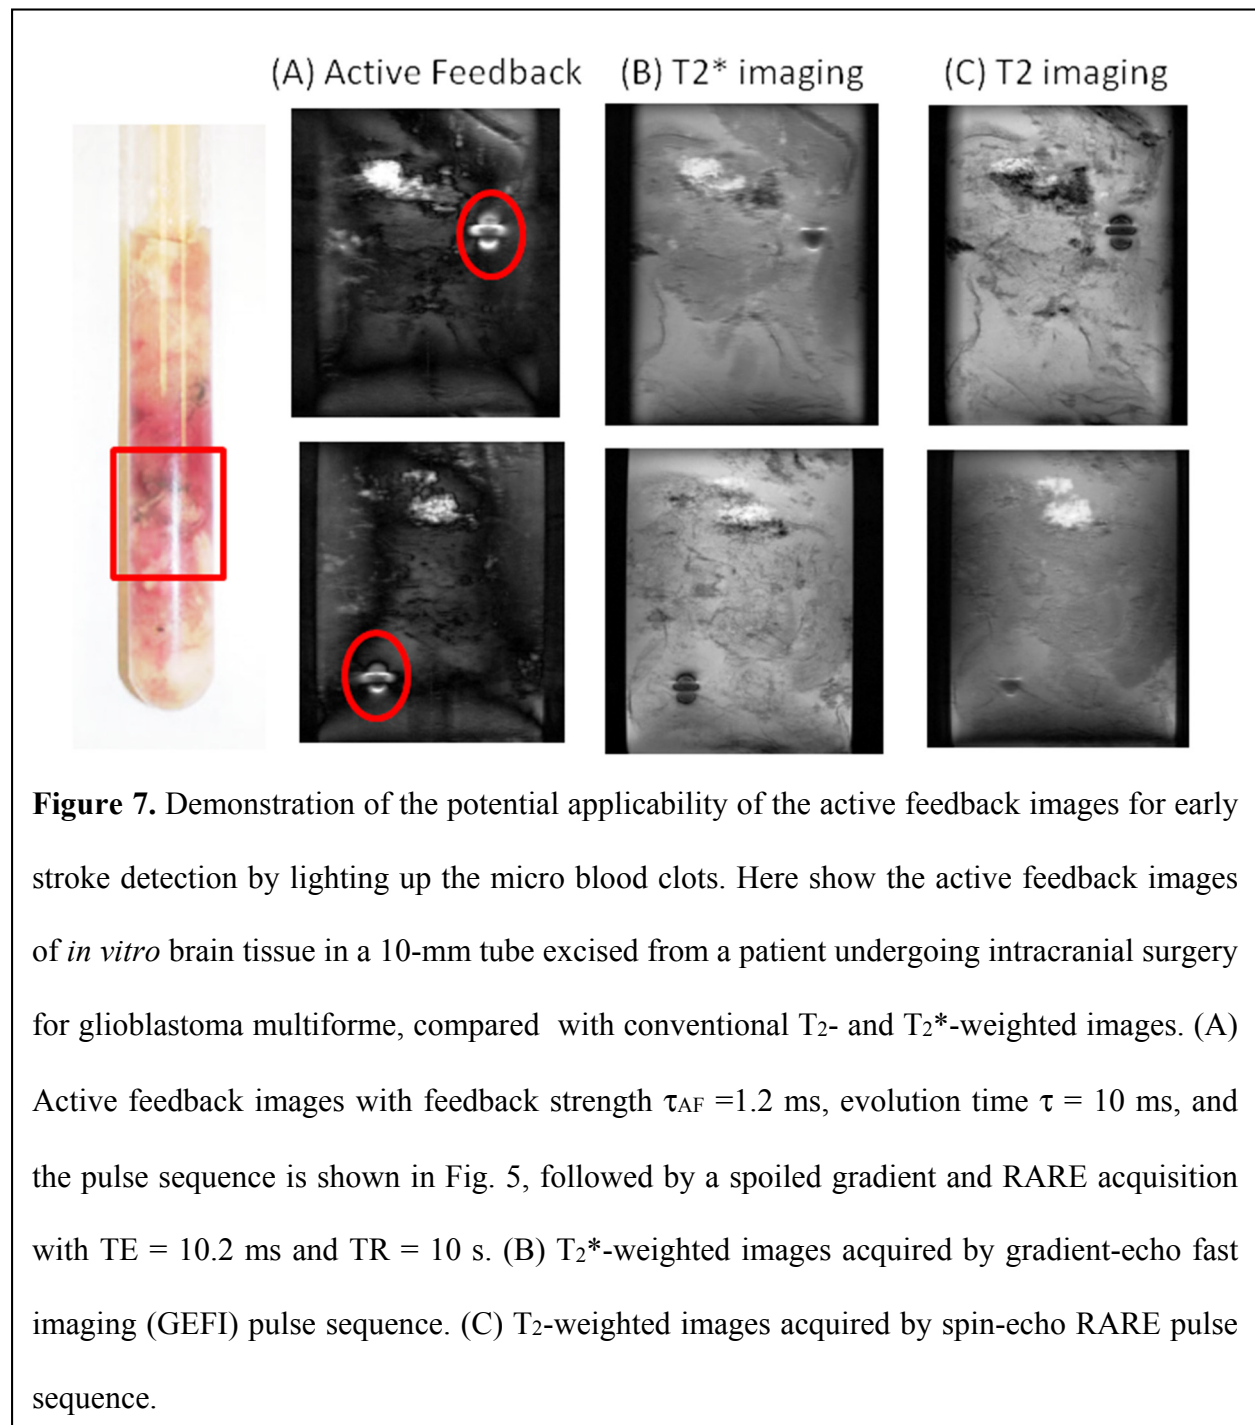 (A) Active Feedback (B) T2* imaging (C) T2 imaging
Figure 7. Demonstration of the potential applicability of the active feedback images for early
stroke detection by lighting up the micro blood clots. Here show the active feedback images
of in vitro brain tissue in a 10-mm tube excised from a patient undergoing intracranial surgery
for glioblastoma multiforme, compared with conventional T2- and T2*-weighted images. (A)
Active feedback images with feedback strength τAF =1.2 ms, evolution time τ = 10 ms, and
the pulse sequence is shown in Fig. 5, followed by a spoiled gradient and RARE acquisition
with TE = 10.2 ms and TR = 10 s. (B) T2*-weighted images acquired by gradient-echo fast
imaging (GEFI) pulse sequence. (C) T2-weighted images acquired by spin-echo RARE pulse
sequence.